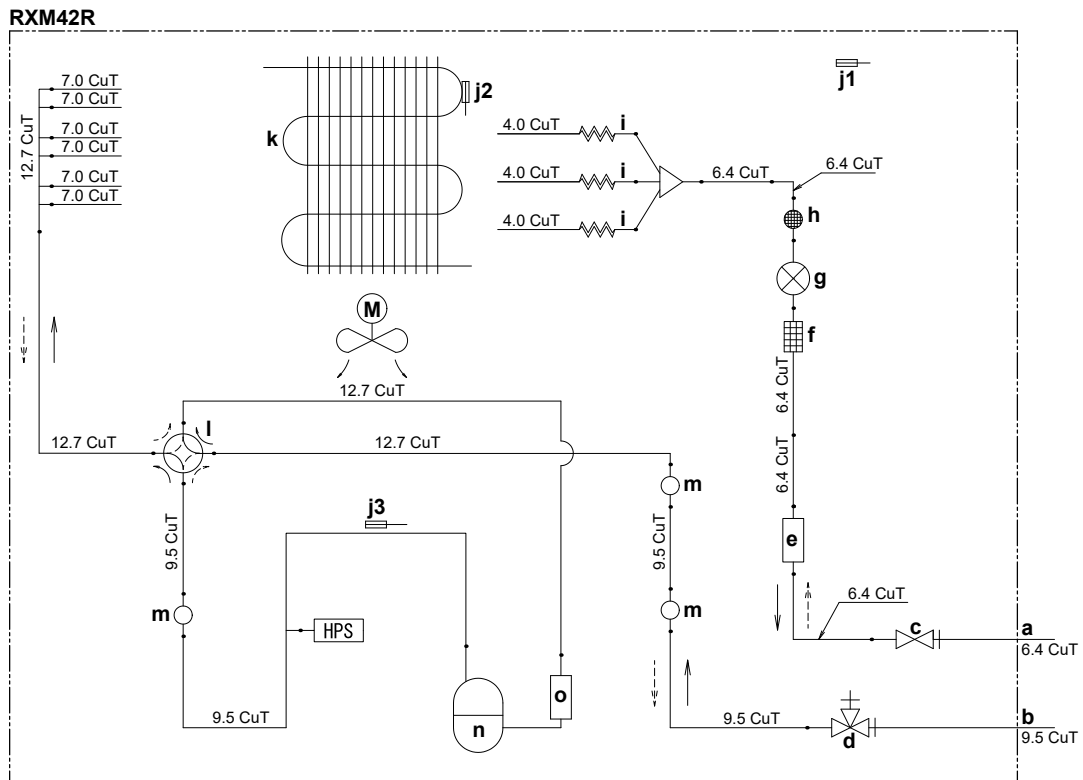 RXM42R
7.0 CuT
7.0 CuT
7.0 CuT
7.0 CuT
7.0 CuT
7.0 CuT
12.7 CuT
k
j2
j1
4.0 CuT
i
4.0 CuT
i
4.0 CuT
i
6.4 CuT
6.4 CuT
h
g
f
M
6.4 CuT
12.7 CuT
12.7 CuT
l
12.7 CuT
6.4 CuT
m
j3
9.5 CuT
9.5 CuT
e
m
HPS
m
6.4 CuT
c
a
6.4 CuT
9.5 CuT
n
o
9.5 CuT
d
b
9.5 CuT